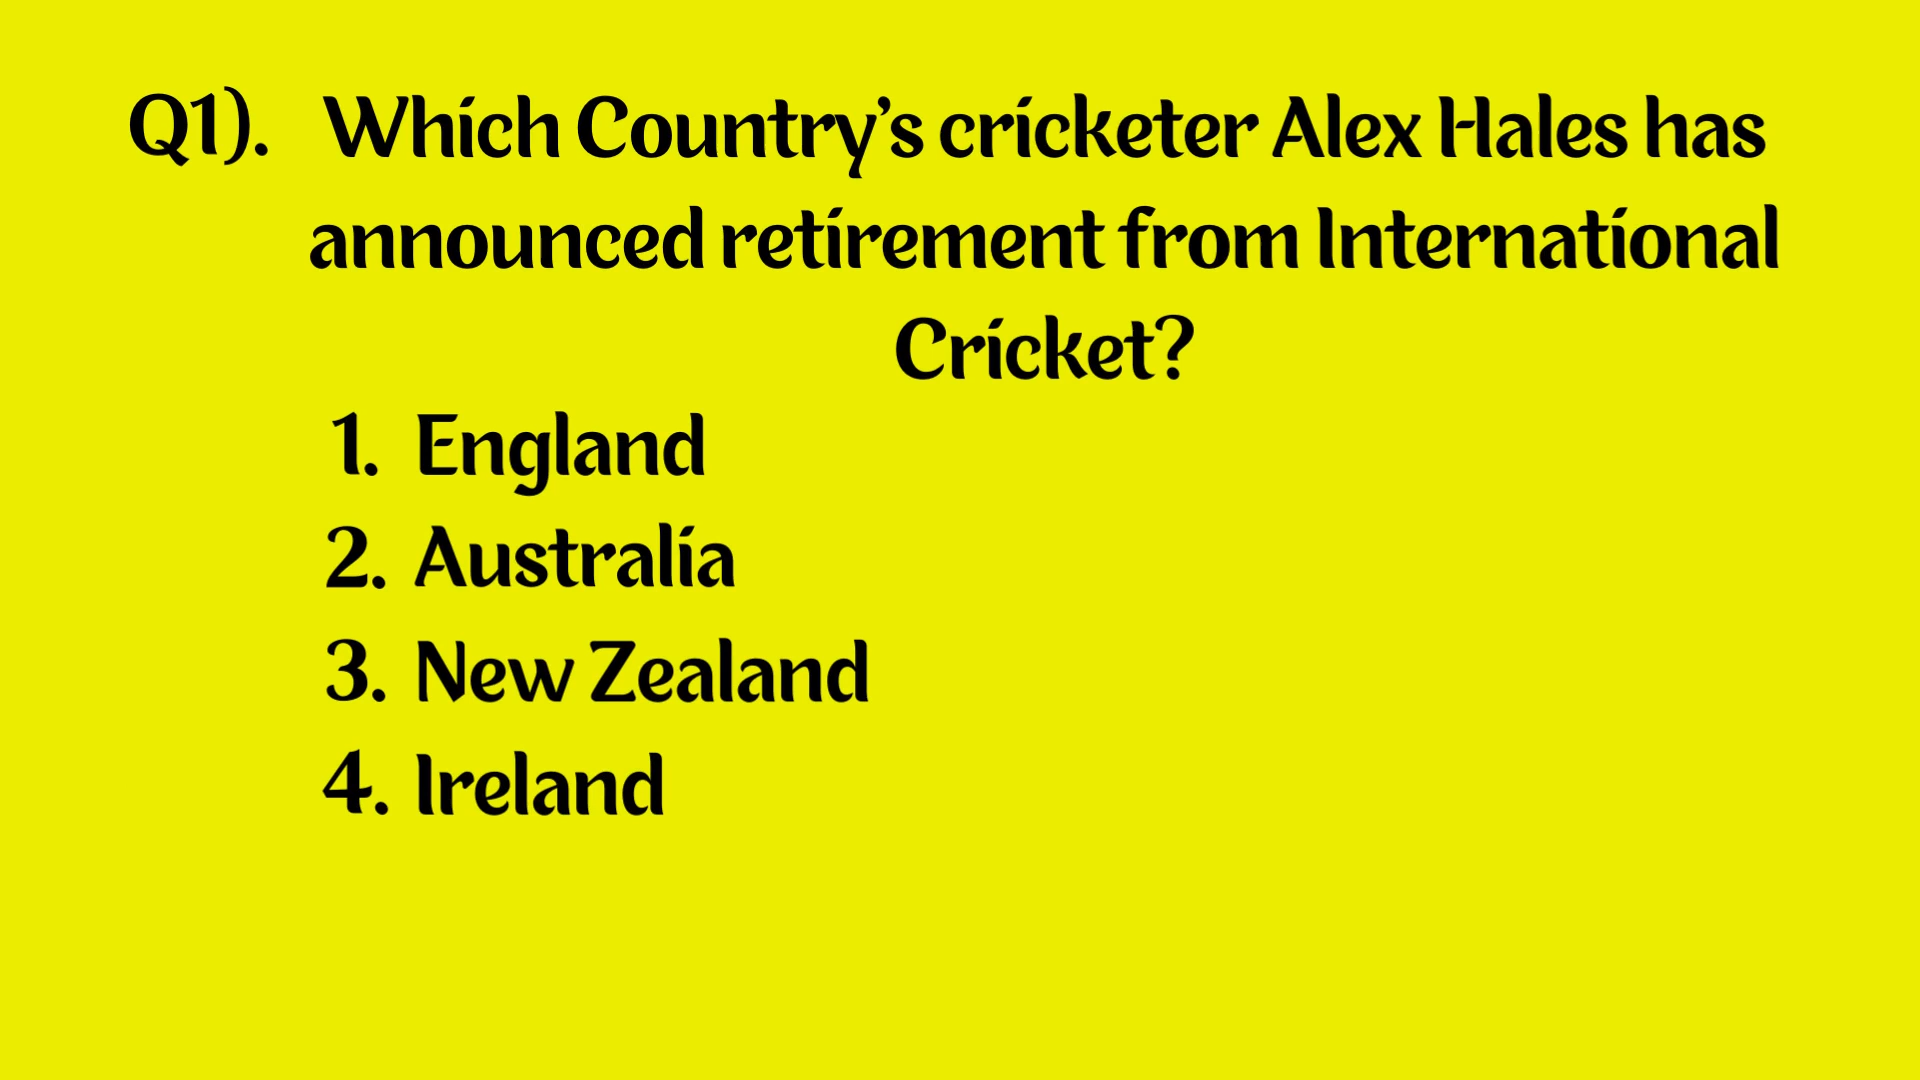 Q1). Which Country’s cricketer Alex Hales has
announced retirement from International
Cricket?
1. England
2. Australia
3. New Zealand
4. Ireland